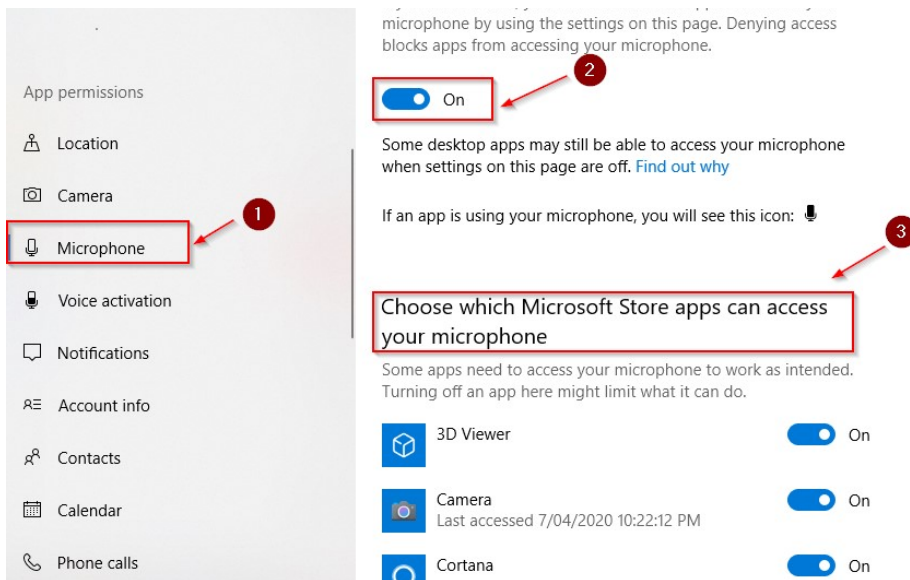 microphone by using the settings on this page. Denying access
blocks apps from accessing your microphone.
2
On
App permissions
Location
Some desktop apps may still be able to access your microphone
when settings on this page are off. Find out why
Camera
1
If an app is using your microphone, you will see this icon:
3
Microphone
Voice activation
Choose which Microsoft Store apps can access
your microphone
Notifications
Some apps need to access your microphone to work as intended.
Turning off an app here might limit what it can do.
Account info
3D Viewer
On
Contacts
Camera
On
Last accessed 7/04/2020 10:22:12 PM
Calendar
Phone calls
Cortana
On